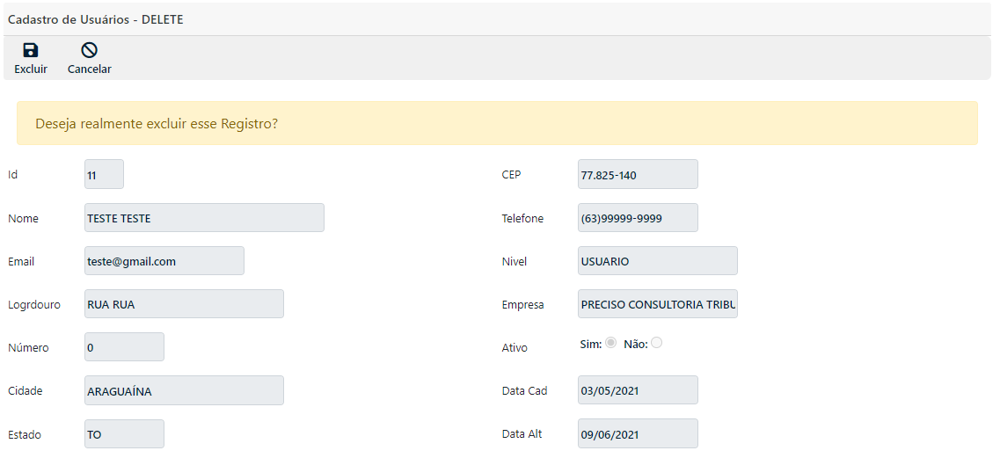 Cadastro de Usuários - DELETE
Excluir Cancelar
Deseja realmente excluir esse Registro?
Id 11 CEP 77.825-140
Nome TESTE TESTE Telefone (63)99999-9999
Email teste@gmail.com Nivel USUARIO
Logrdouro RUA RUA Empresa PRECISO CONSULTORIA TRIBU
Número 0 Ativo Sim: Não:
Cidade ARAGUAÍNA Data Cad 03/05/2021
Estado TO Data Alt 09/06/2021